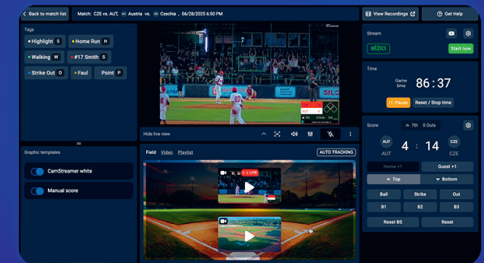 Back to match list
Match: CZE vs. AUT, Austria vs. Czechia , 06/28/2025 6:50 PM
View Recordings
Get Help
Tags
Highlight S
Home Run N
Walking W
#17 Smith S
Strike Out O
Faul
Point P
Graphic templates
CamStreamer white
Manual score
Hide live view
Field Video Playlist
AUTO TRACKING
LIVE
Stream
BĚŽÍCÍ
Start now
Time
Game time
86:37
Pause
Reset / Stop time
Score
7th 0 Outs
AUT
4 : 14
CZE
AUT
CZE
Home +1
Guest +1
Top
Bottom
Ball
Strike
Out
B1
B2
B3
Reset BG
Reset